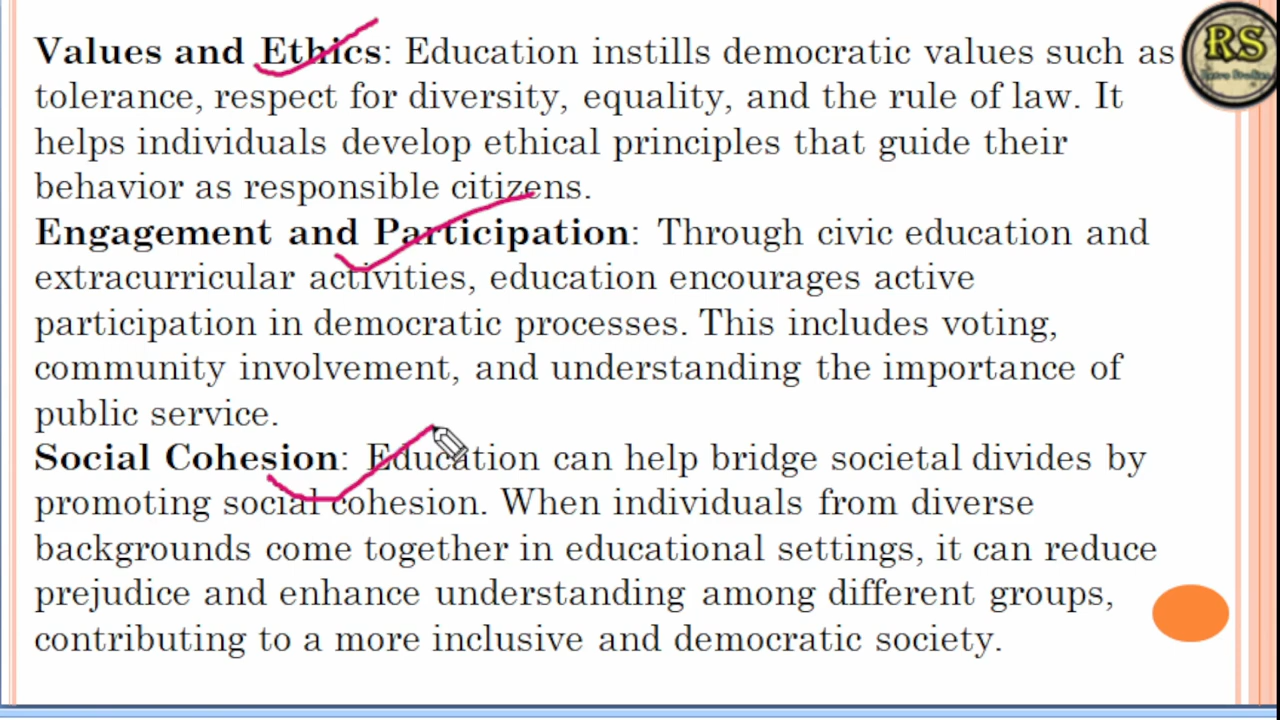 Values and Ethics: Education instills democratic values such as
tolerance, respect for diversity, equality, and the rule of law. It
helps individuals develop ethical principles that guide their
behavior as responsible citizens.
Engagement and Participation: Through civic education and
extracurricular activities, education encourages active
participation in democratic processes. This includes voting,
community involvement, and understanding the importance of
public service.
Social Cohesion: Education can help bridge societal divides by
promoting social cohesion. When individuals from diverse
backgrounds come together in educational settings, it can reduce
prejudice and enhance understanding among different groups,
contributing to a more inclusive and democratic society.
RS